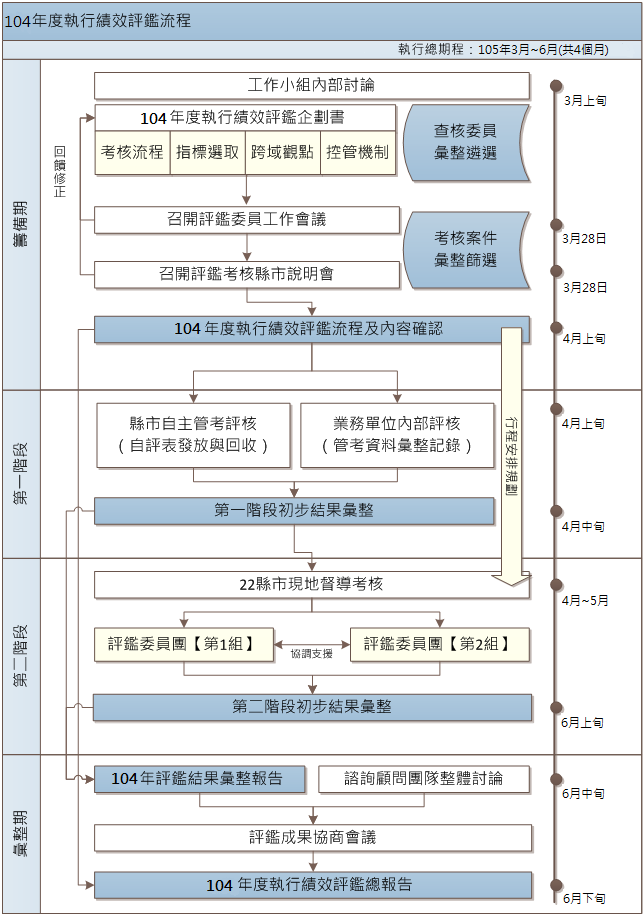 104年度執行績效評鑑流程
執行總期程：105年3月~6月(共4個月)
籌備期
工作小組內部討論
3月上旬
104 年度執行績效評鑑企劃書
考核流程 指標選取 跨域觀點 控管機制
查核委員
彙整遴選
回饋修正
召開評鑑委員工作會議
3月28日
考核案件
彙整篩選
召開評鑑考核縣市說明會
3月28日
104 年度執行績效評鑑流程及內容確認
4月上旬
行程安排規劃
第一階段
縣市自主管考評核
（自評表發放與回收）
業務單位內部評核
（管考資料彙整記錄）
4月上旬
第一階段初步結果彙整
4月中旬
第二階段
22縣市現地督導考核
4月~5月
評鑑委員團【第1組】
協調支援
評鑑委員團【第2組】
第二階段初步結果彙整
6月上旬
彙整期
104年評鑑結果彙整報告
諮詢顧問團隊整體討論
6月中旬
評鑑成果協商會議
104 年度執行績效評鑑總報告
6月下旬